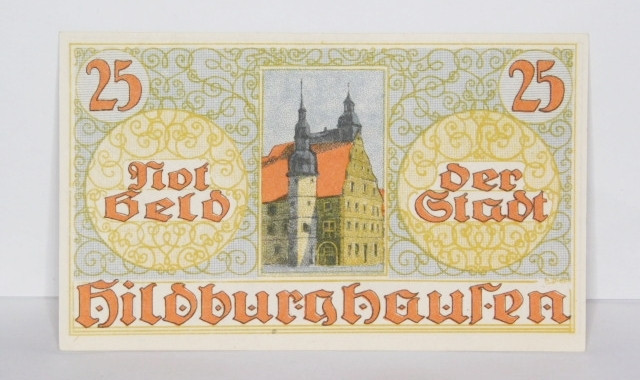 25 25
Not der
Geld Stadt
Hildburghausen